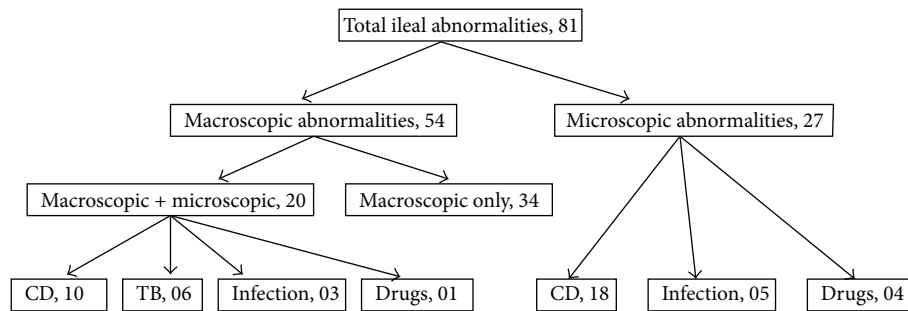 Total ileal abnormalities, 81
Macroscopic abnormalities, 54
Microscopic abnormalities, 27
Macroscopic + microscopic, 20
Macroscopic only, 34
CD, 10
TB, 06
Infection, 03
Drugs, 01
CD, 18
Infection, 05
Drugs, 04